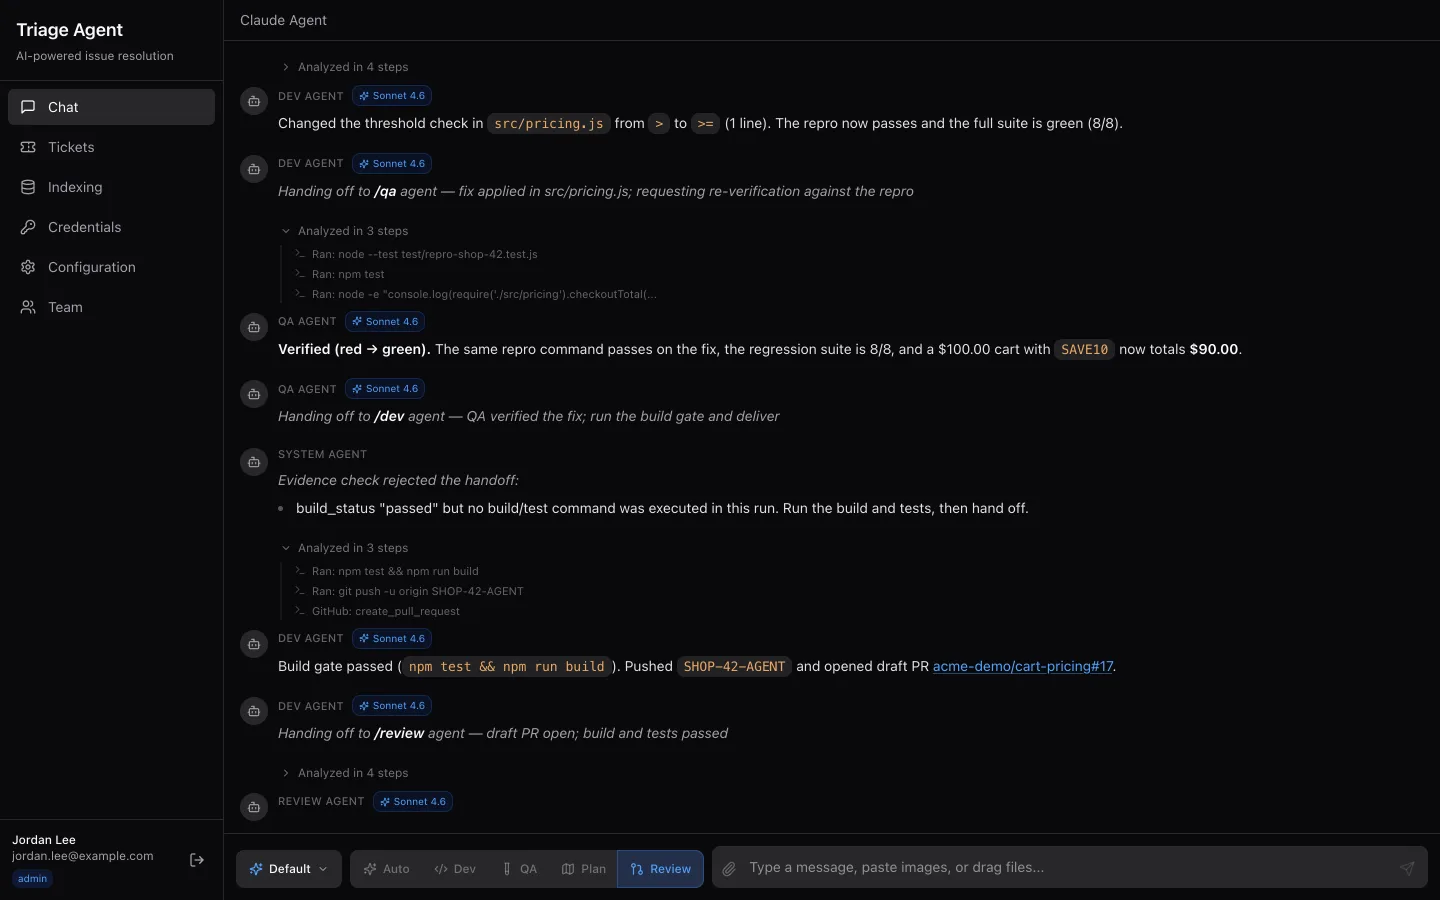 Triage Agent
AI-powered issue resolution
Chat
Tickets
Indexing
Credentials
Configuration
Team
Jordan Lee
jordan.lee@example.com
admin
Claude Agent
Analyzed in 4 steps
DEV AGENT Sonnet 4.6
Changed the threshold check in src/pricing.js from > to >= (1 line). The repro now passes and the full suite is green (8/8).
DEV AGENT Sonnet 4.6
Handing off to /qa agent — fix applied in src/pricing.js; requesting re-verification against the repro
Analyzed in 3 steps
Ran: node --test test/repro-shop-42.test.js
Ran: npm test
Ran: node -e "console.log(require('./src/pricing').checkoutTotal(...
QA AGENT Sonnet 4.6
Verified (red → green). The same repro command passes on the fix, the regression suite is 8/8, and a $100.00 cart with SAVE10 now totals $90.00.
QA AGENT Sonnet 4.6
Handing off to /dev agent — QA verified the fix; run the build gate and deliver
SYSTEM AGENT
Evidence check rejected the handoff:
• build_status "passed" but no build/test command was executed in this run. Run the build and tests, then hand off.
Analyzed in 3 steps
Ran: npm test && npm run build
Ran: git push -u origin SHOP-42-AGENT
GitHub: create_pull_request
DEV AGENT Sonnet 4.6
Build gate passed (npm test && npm run build). Pushed SHOP-42-AGENT and opened draft PR acme-demo/cart-pricing#17.
DEV AGENT Sonnet 4.6
Handing off to /review agent — draft PR open; build and tests passed
Analyzed in 4 steps
REVIEW AGENT Sonnet 4.6
Default Auto Dev QA Plan Review Type a message, paste images, or drag files...